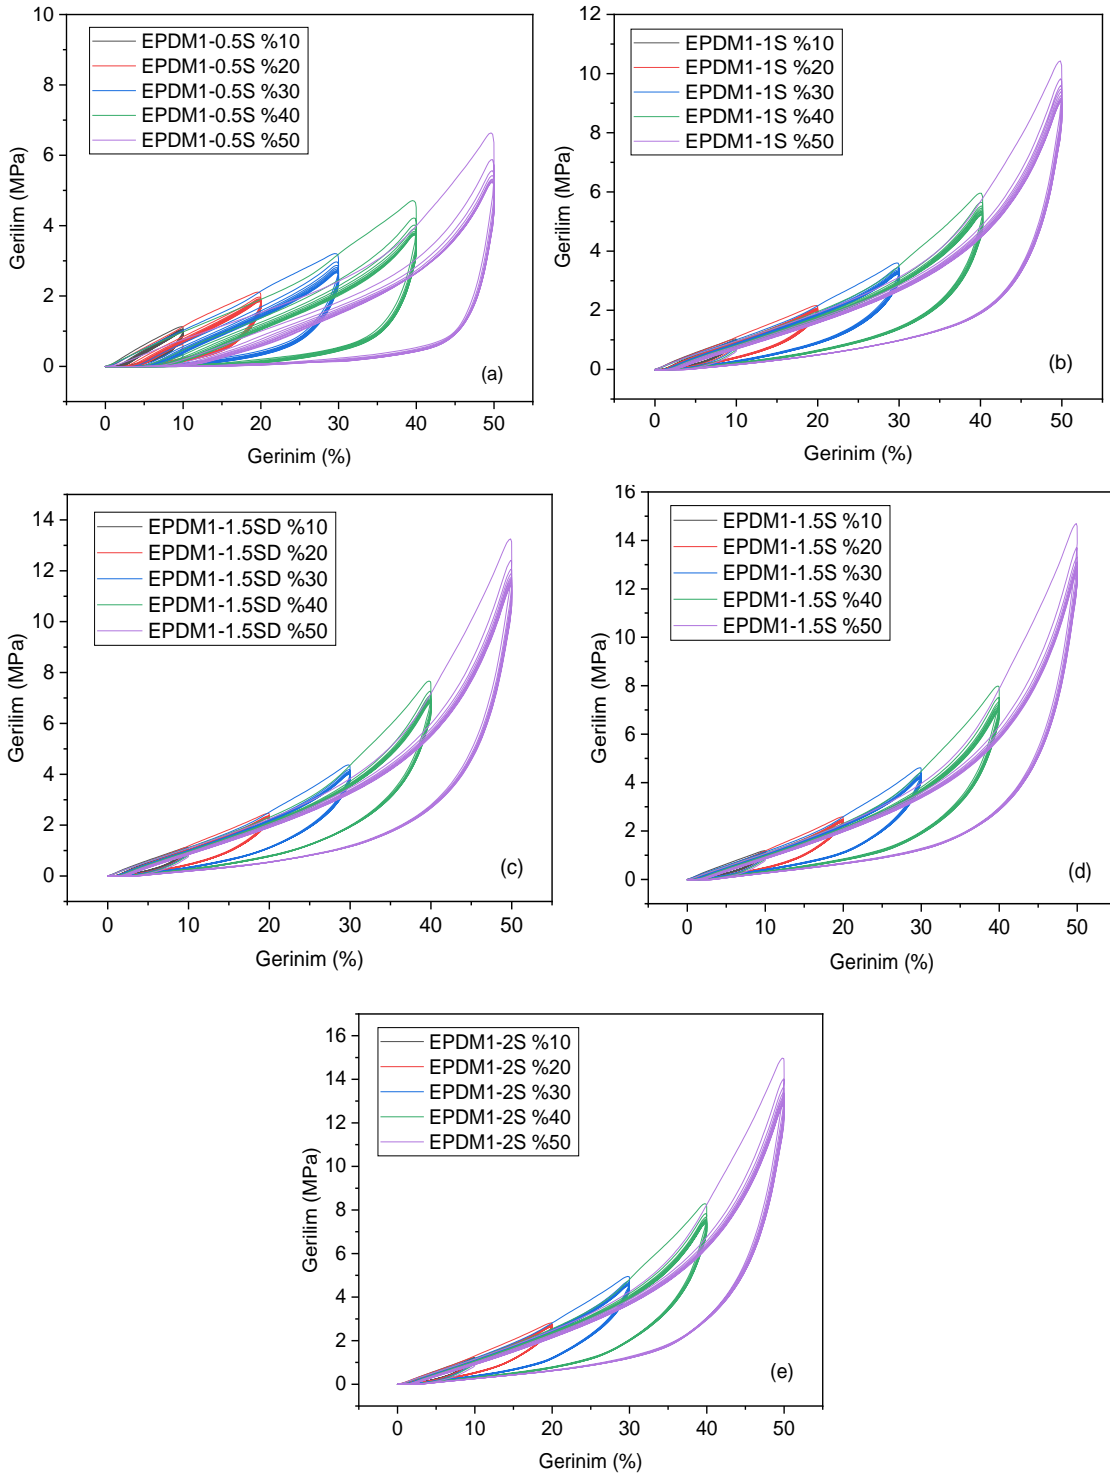 10
8
6
4
2
0
Gerilim (MPa)
EPDM1-0.5S %10
EPDM1-0.5S %20
EPDM1-0.5S %30
EPDM1-0.5S %40
EPDM1-0.5S %50
(a)
0 10 20 30 40 50
Gerinim (%)
12
10
8
6
4
2
0
Gerilim (MPa)
EPDM1-1S %10
EPDM1-1S %20
EPDM1-1S %30
EPDM1-1S %40
EPDM1-1S %50
(b)
0 10 20 30 40 50
Gerinim (%)
14
12
10
8
6
4
2
0
Gerilim (MPa)
EPDM1-1.5SD %10
EPDM1-1.5SD %20
EPDM1-1.5SD %30
EPDM1-1.5SD %40
EPDM1-1.5SD %50
(c)
0 10 20 30 40 50
Gerinim (%)
16
14
12
10
8
6
4
2
0
Gerilim (MPa)
EPDM1-1.5S %10
EPDM1-1.5S %20
EPDM1-1.5S %30
EPDM1-1.5S %40
EPDM1-1.5S %50
(d)
0 10 20 30 40 50
Gerinim (%)
16
14
12
10
8
6
4
2
0
Gerilim (MPa)
EPDM1-2S %10
EPDM1-2S %20
EPDM1-2S %30
EPDM1-2S %40
EPDM1-2S %50
(e)
0 10 20 30 40 50
Gerinim (%)